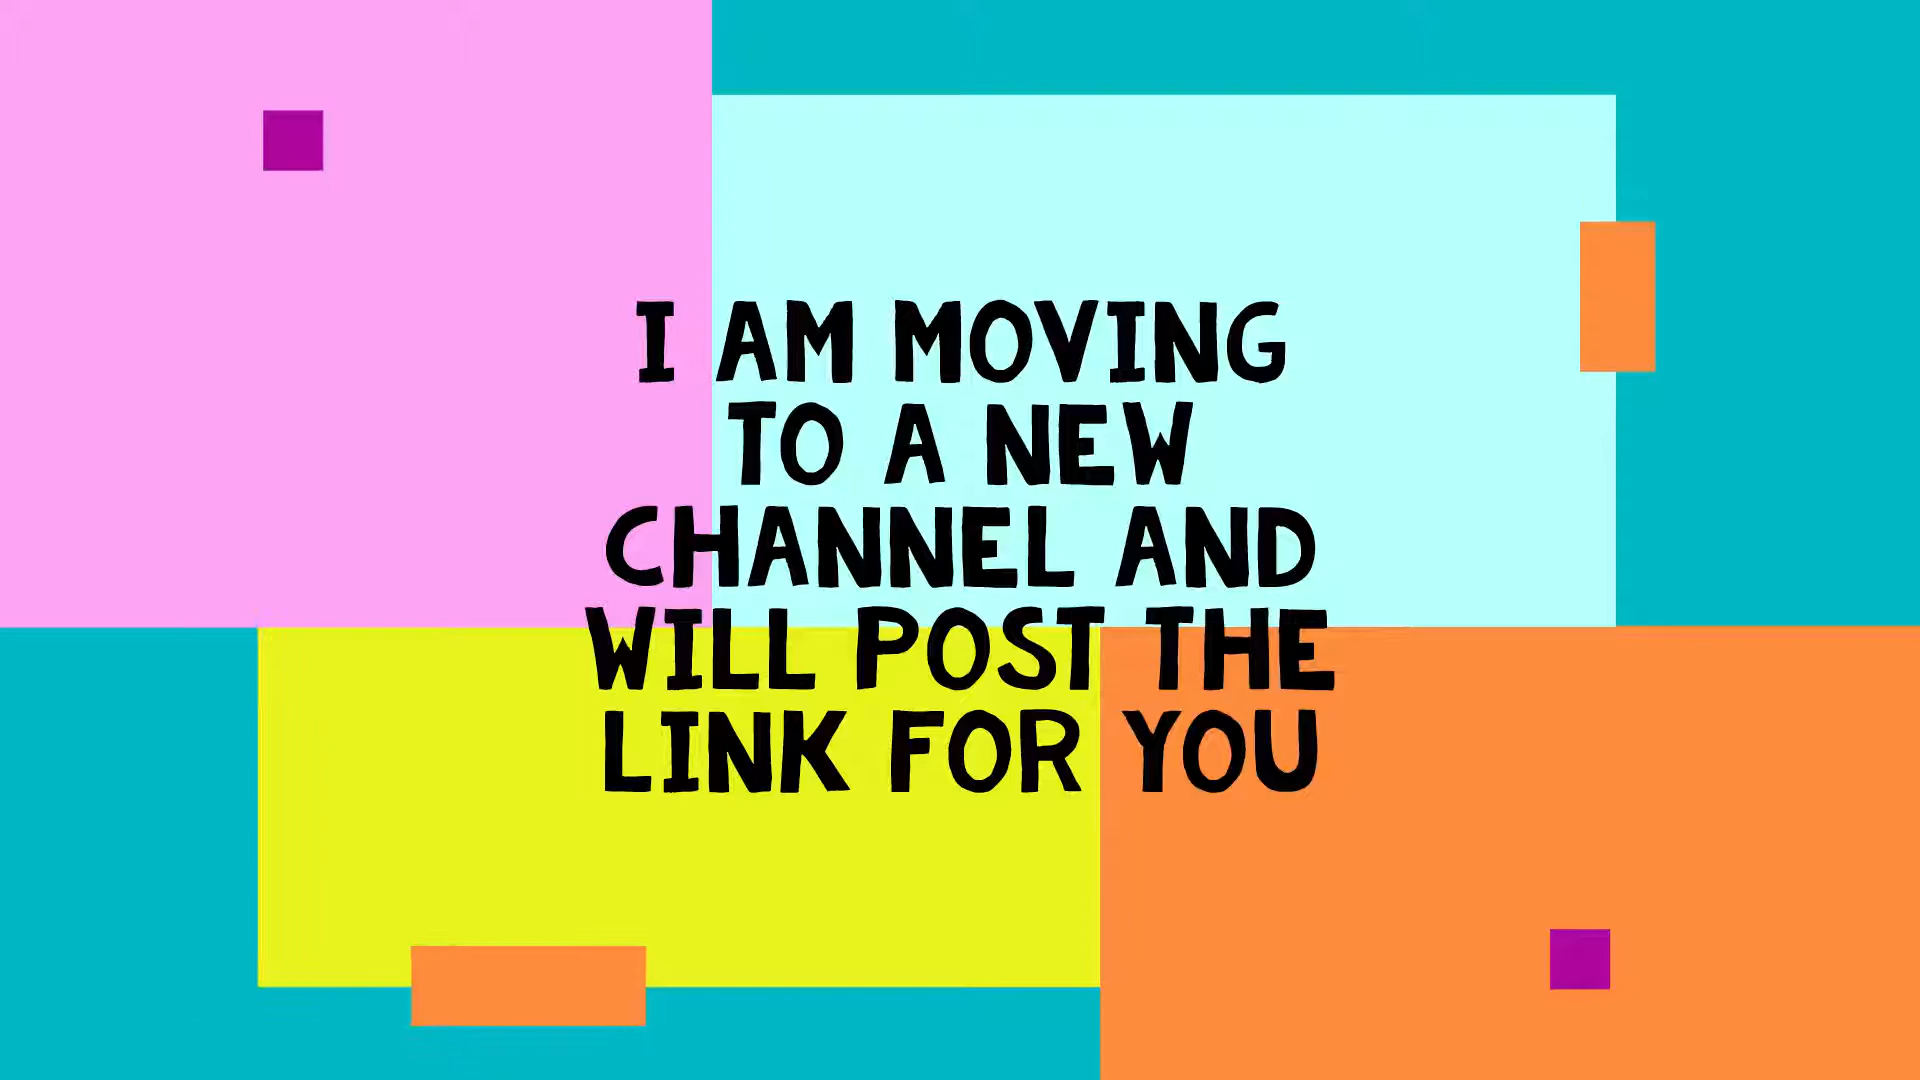 I AM MOVING
TO A NEW
CHANNEL AND
WILL POST THE
LINK FOR YOU